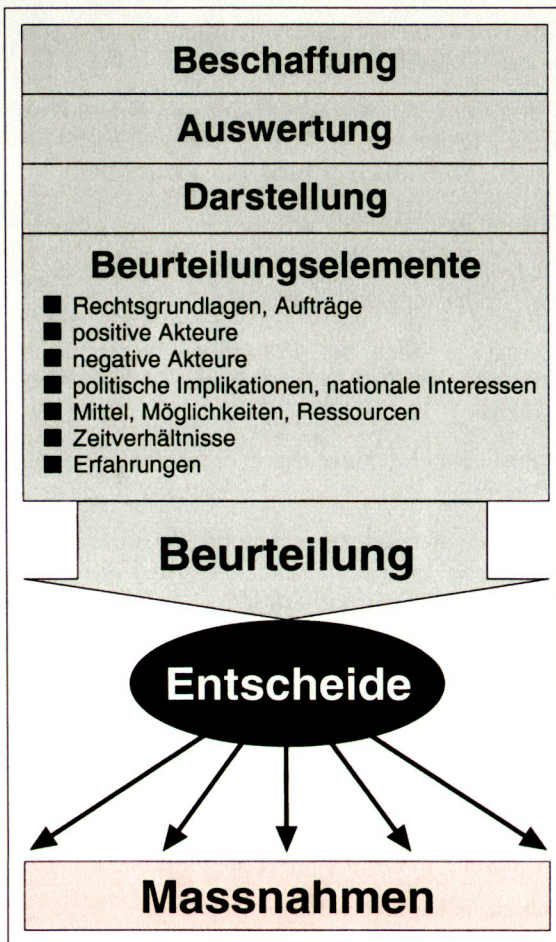 Beschaffung
Auswertung
Darstellung
Beurteilungselemente
■ Rechtsgrundlagen, Aufträge
■ positive Akteure
■ negative Akteure
■ politische Implikationen, nationale Interessen
■ Mittel, Möglichkeiten, Ressourcen
■ Zeitverhältnisse
■ Erfahrungen
Beurteilung
Entscheide
Massnahmen